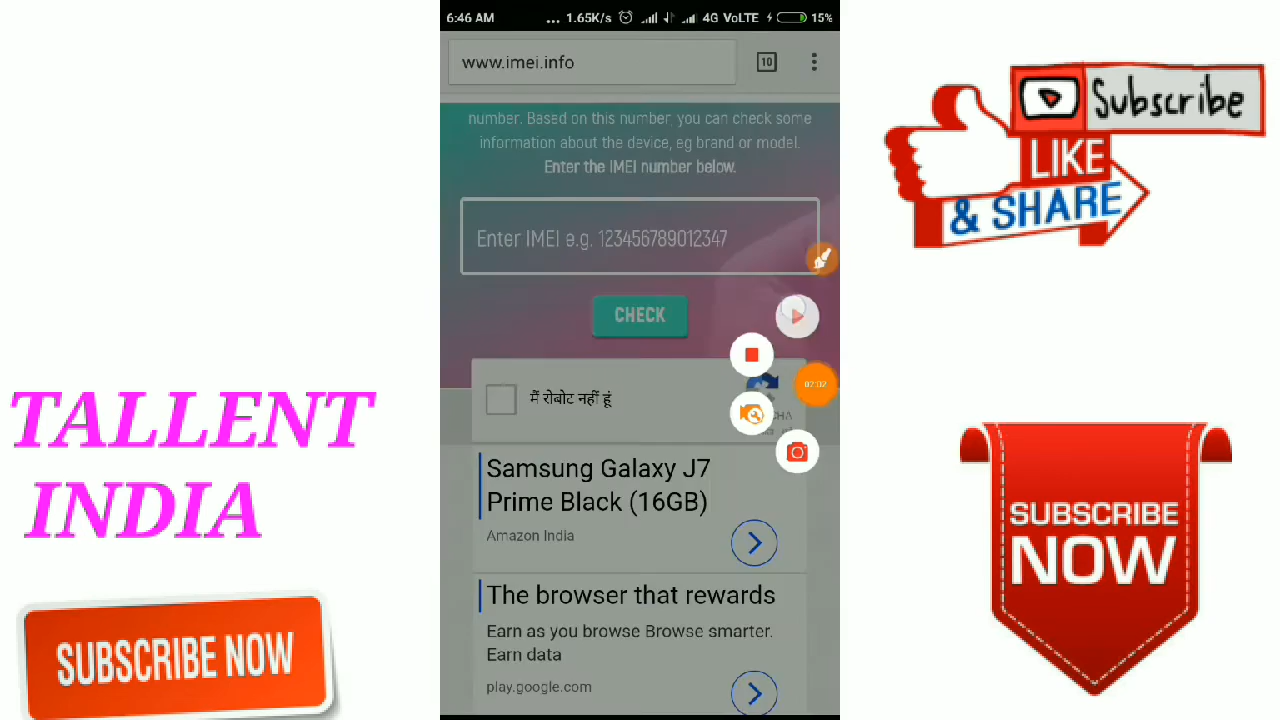 6:46 AM ... 1.65K/s 4G VoLTE 15%
www.imei.info 10
number. Based on this number, you can check some
information about the device, eg brand or model.
Enter the IMEI number below.
Enter IMEI e.g. 123456789012347
CHECK
02:02
मैं रोबोट नहीं हूं
Samsung Galaxy J7
Prime Black (16GB)
Amazon India
The browser that rewards
Earn as you browse Browse smarter.
Earn data
play.google.com
TALLENT
INDIA
SUBSCRIBE NOW
Subscribe
LIKE
& SHARE
SUBSCRIBE
NOW